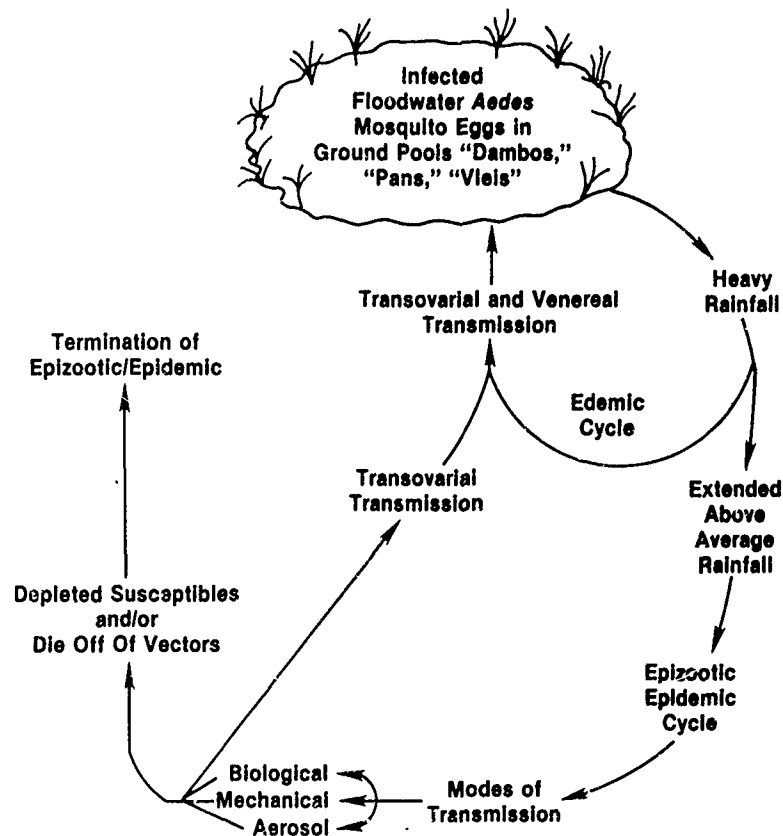 Infected
Floodwater Aedes
Mosquito Eggs in
Ground Pools “Dambos,”
“Pans,” “Vleis”
Heavy
Rainfall
Transovarial and Venereal
Transmission
Termination of
Epizootic/Epidemic
Edemic
Cycle
Transovarial
Transmission
Extended
Above
Average
Rainfall
Depleted Suscaptibles
and/or
Die Off Of Vectors
Epizootic
Epidemic
Cycle
Biological
Mechanical
Aerosol
Modes of
Transmission